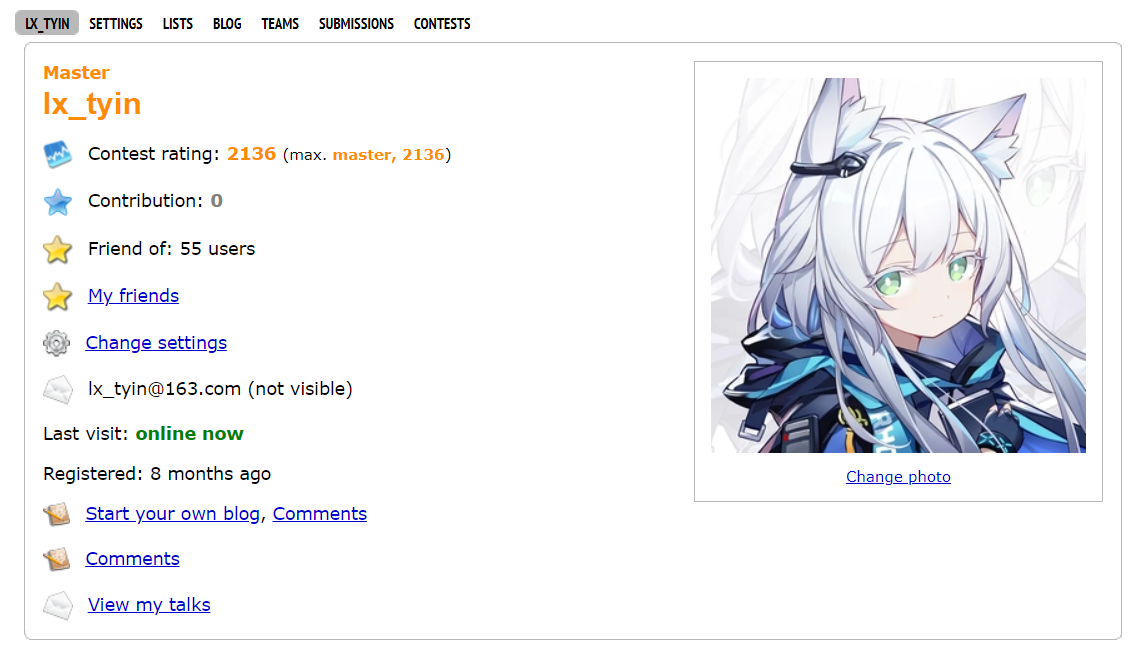 LX_TYIN SETTINGS LISTS BLOG TEAMS SUBMISSIONS CONTESTS
Master
lx_tyin
Contest rating: 2136 (max. master, 2136)
Contribution: 0
Friend of: 55 users
My friends
Change settings
lx_tyin@163.com (not visible)
Last visit: online now
Registered: 8 months ago
Start your own blog, Comments
Comments
View my talks
Change photo